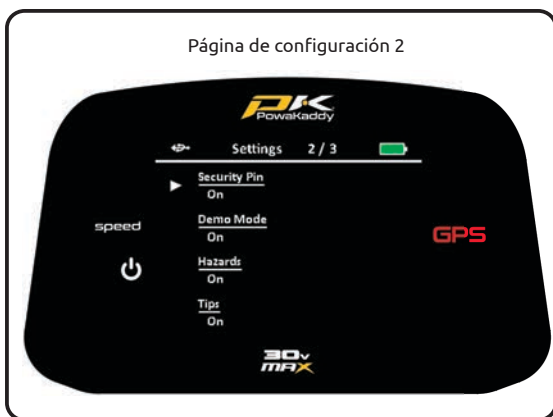 Página de configuración 2
PK
PowaKaddy
Settings 2 / 3
Security Pin
On
Demo Mode
On
Hazards
On
Tips
On
speed
GPS
30v
MAX